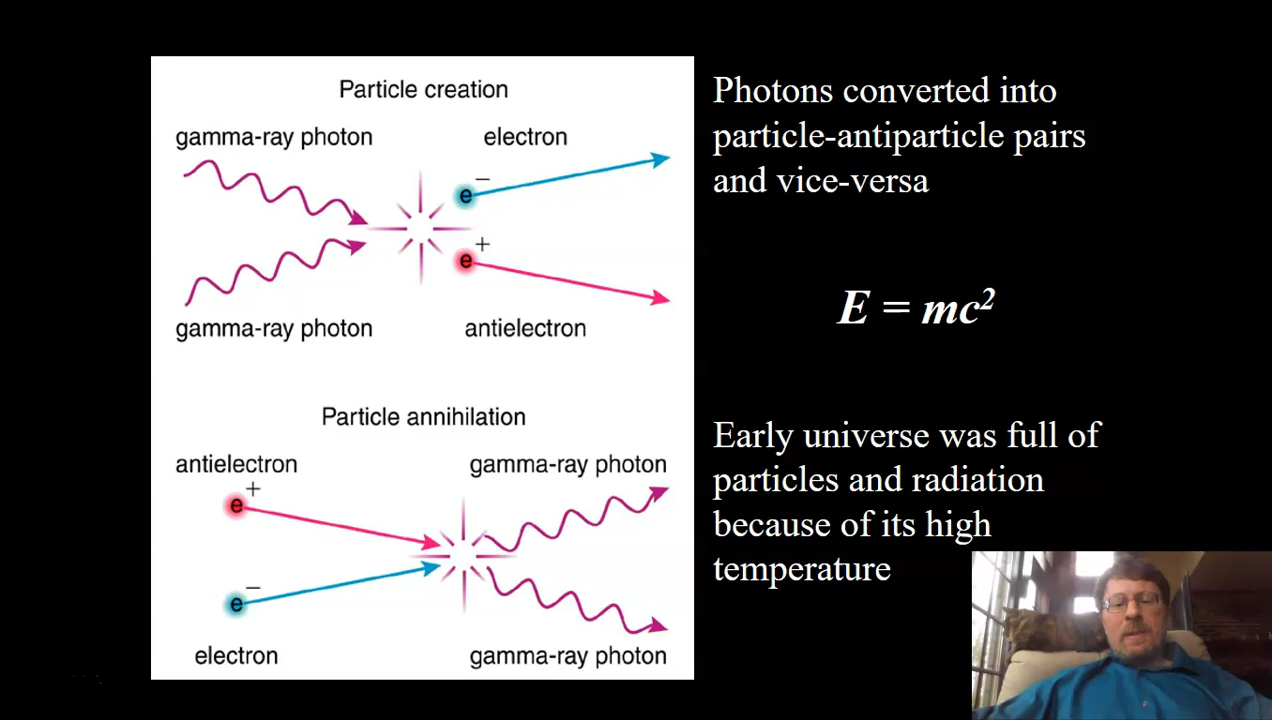 Particle creation
gamma-ray photon
electron
e−
e+
gamma-ray photon
antielectron
Particle annihilation
antielectron
gamma-ray photon
e+
e−
electron
gamma-ray photon
Photons converted into
particle-antiparticle pairs
and vice-versa
E = mc²
Early universe was full of
particles and radiation
because of its high
temperature